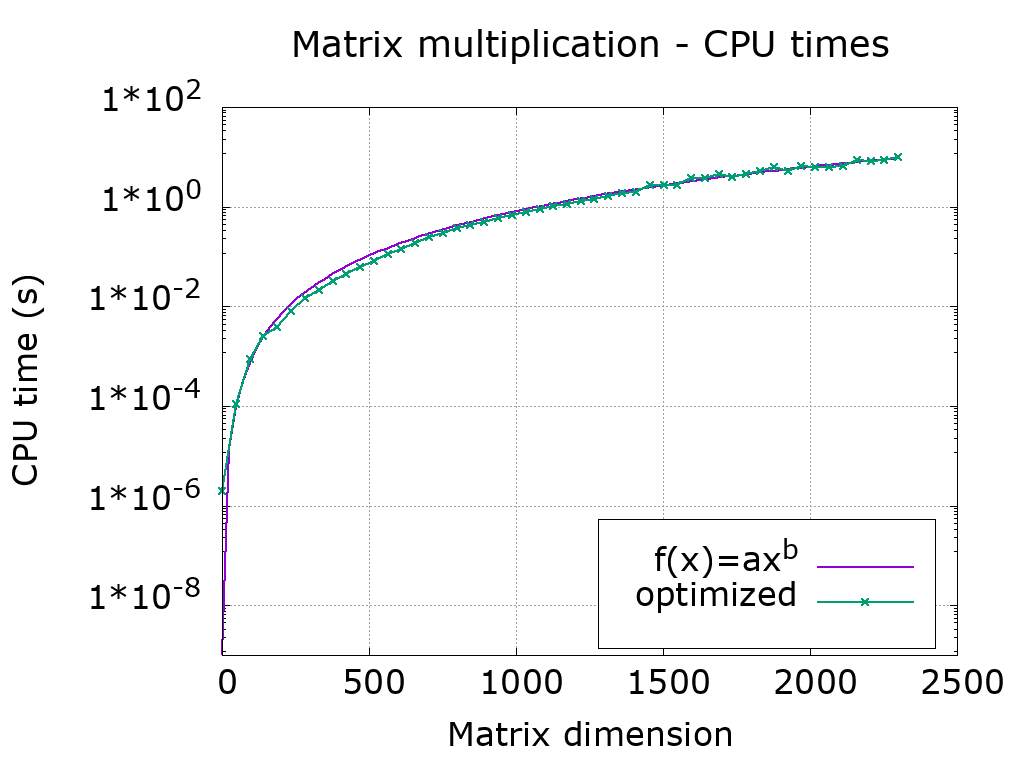 Matrix multiplication - CPU times
1*10^2
1*10^0
1*10^-2
1*10^-4
1*10^-6
1*10^-8
CPU time (s)
f(x)=ax^b
optimized
0 500 1000 1500 2000 2500
Matrix dimension